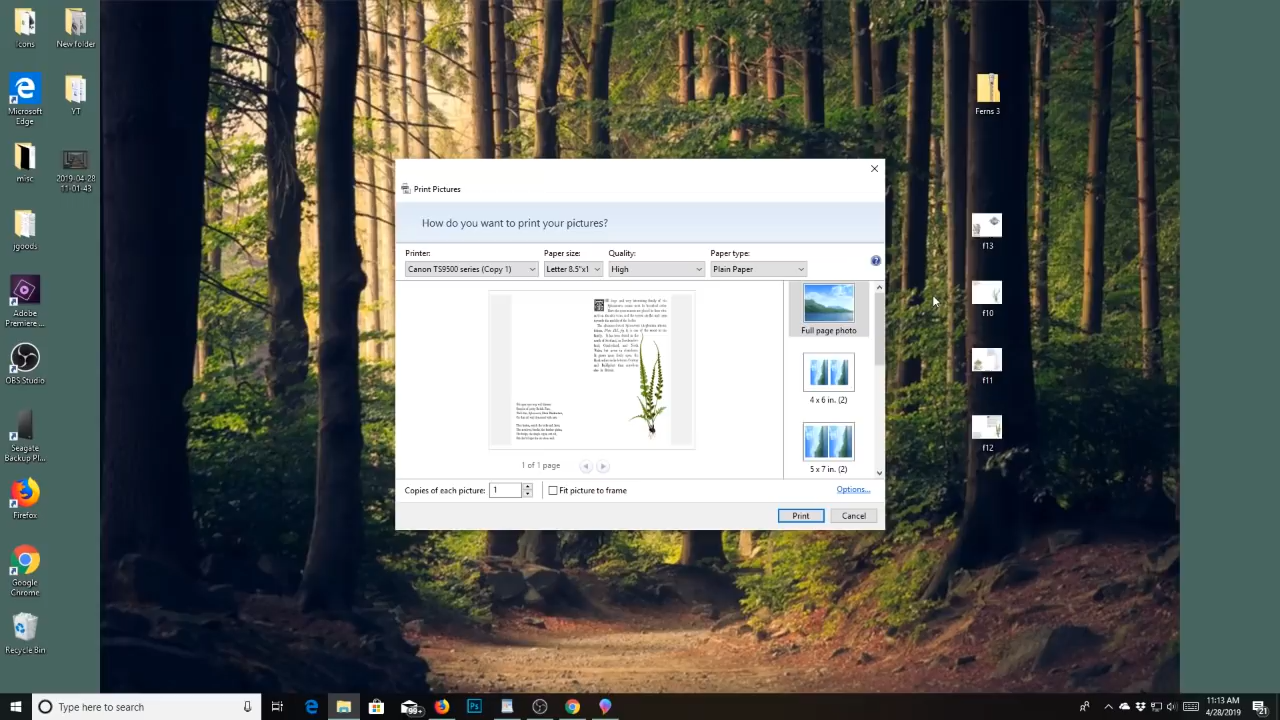 Icons
New folder
Microsoft
Edge
YT
misc
2019-04-28
11-01-43
jgoods
Adobe
Premiere...
OBS Studio
Seagate
Backup Pl...
Firefox
Google
Chrome
Recycle Bin
Ferns 3
f13
f10
f11
f12
Print Pictures
How do you want to print your pictures?
Printer:
Paper size:
Quality:
Paper type:
Canon TS9500 series (Copy 1)
Letter 8.5"x1
High
Plain Paper
Full page photo
4 x 6 in. (2)
5 x 7 in. (2)
1 of 1 page
Copies of each picture:
1
Fit picture to frame
Options...
Print
Cancel
Type here to search
99+
Ps
11:13 AM
4/28/2019
21